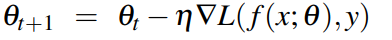 θ_{t+1} = θ_t − η∇L(f(x;θ),y)